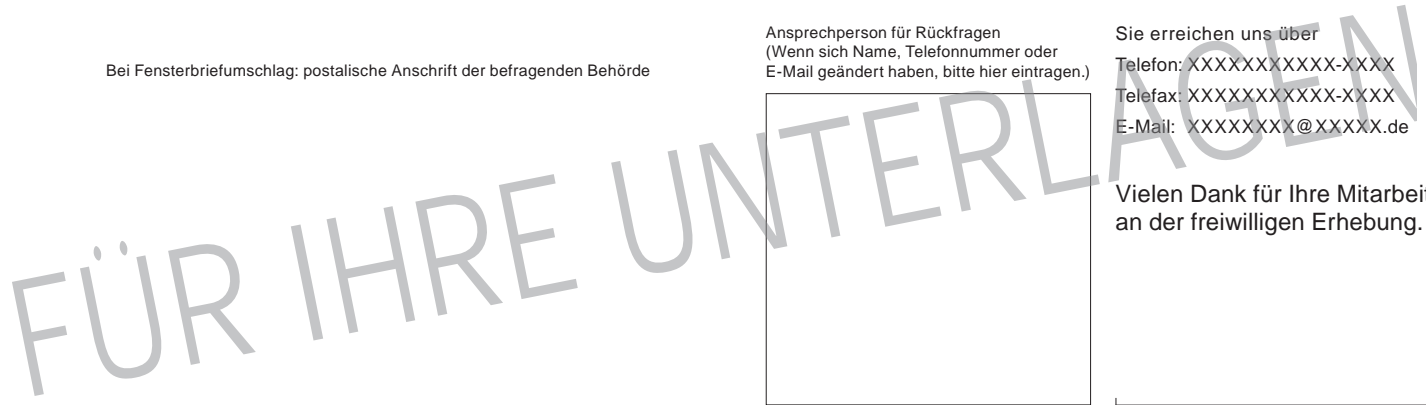 Bei Fensterbriefumschlag: postalische Anschrift der befragenden Behörde
Ansprechperson für Rückfragen
(Wenn sich Name, Telefonnummer oder
E-Mail geändert haben, bitte hier eintragen.)
Sie erreichen uns über
Telefon: XXXXXXXXXXX-XXXX
Telefax: XXXXXXXXXXX-XXXX
E-Mail: XXXXXXXX@XXXXX.de
Vielen Dank für Ihre Mitarbeit
an der freiwilligen Erhebung.
FÜR IHRE UNTERLAGEN